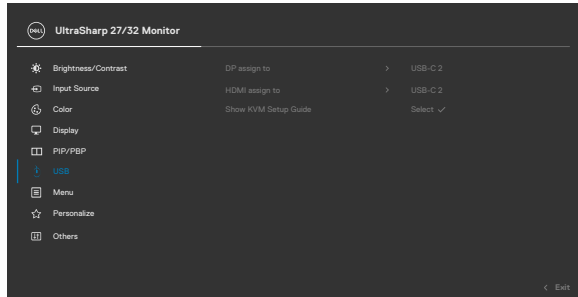 DELL UltraSharp 27/32 Monitor
Brightness/Contrast DP assign to > USB-C 2
Input Source HDMI assign to > USB-C 2
Color Show KVM Setup Guide Select ✓
Display
PIP/PBP
USB
Menu
Personalize
Others
< Exit